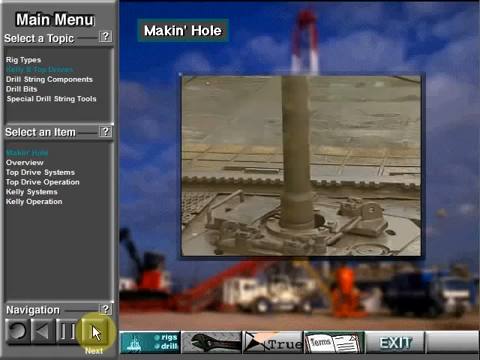 Main Menu
Select a Topic ?
Rig Types
Kelly & Top Drives
Drill String Components
Drill Bits
Special Drill String Tools
Select an Item ?
Makin' Hole
Overview
Top Drive Systems
Top Drive Operation
Kelly Systems
Kelly Operation
Navigation ?
Next
Makin' Hole
rigs
drill
True
Terms
EXIT